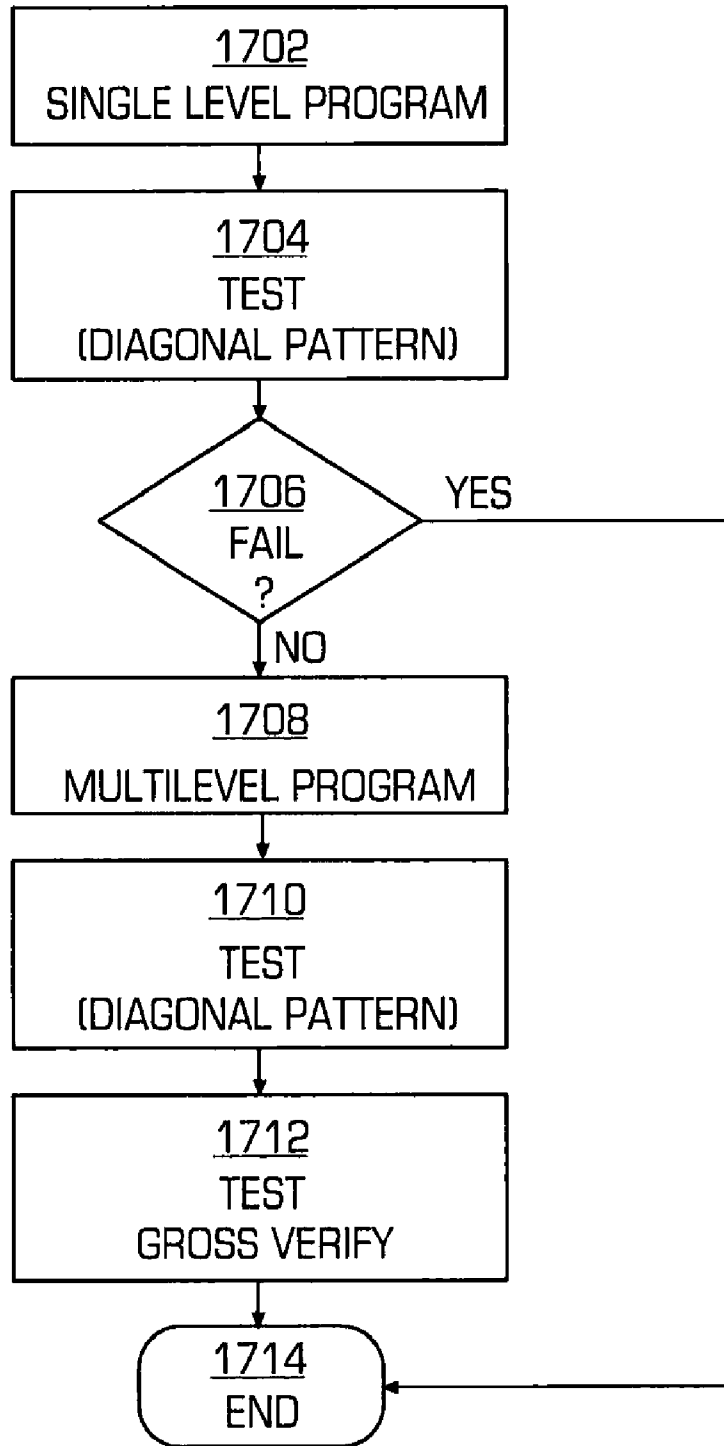 1702
SINGLE LEVEL PROGRAM
1704
TEST
(DIAGONAL PATTERN)
1706
FAIL
?
YES
NO
1708
MULTILEVEL PROGRAM
1710
TEST
(DIAGONAL PATTERN)
1712
TEST
GROSS VERIFY
1714
END